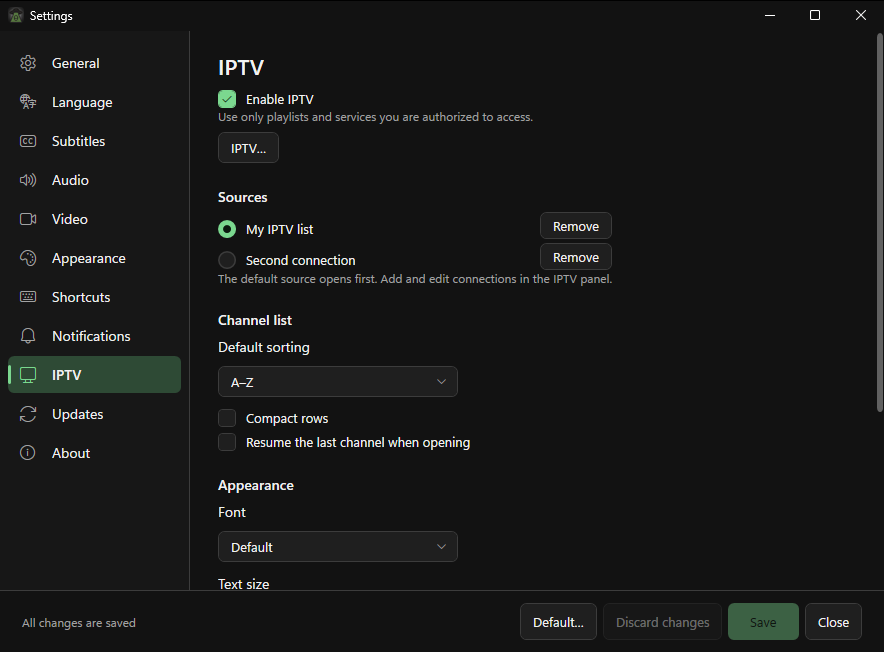 Settings
General
Language
Subtitles
Audio
Video
Appearance
Shortcuts
Notifications
IPTV
Updates
About
IPTV
Enable IPTV
Use only playlists and services you are authorized to access.
IPTV...
Sources
My IPTV list
Remove
Second connection
Remove
The default source opens first. Add and edit connections in the IPTV panel.
Channel list
Default sorting
A–Z
Compact rows
Resume the last channel when opening
Appearance
Font
Default
Text size
All changes are saved
Default...
Discard changes
Save
Close